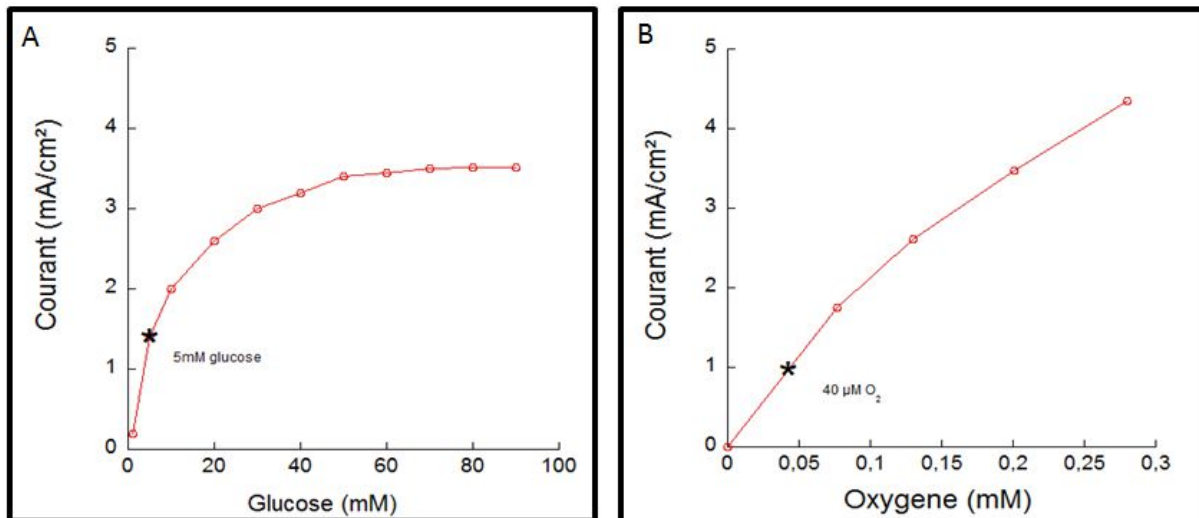 A
5
4
3
2
1
0
Courant (mA/cm²)
5mM glucose
0 20 40 60 80 100
Glucose (mM)
B
5
4
3
2
1
0
Courant (mA/cm²)
40 µM O₂
0 0,05 0,1 0,15 0,2 0,25 0,3
Oxygene (mM)